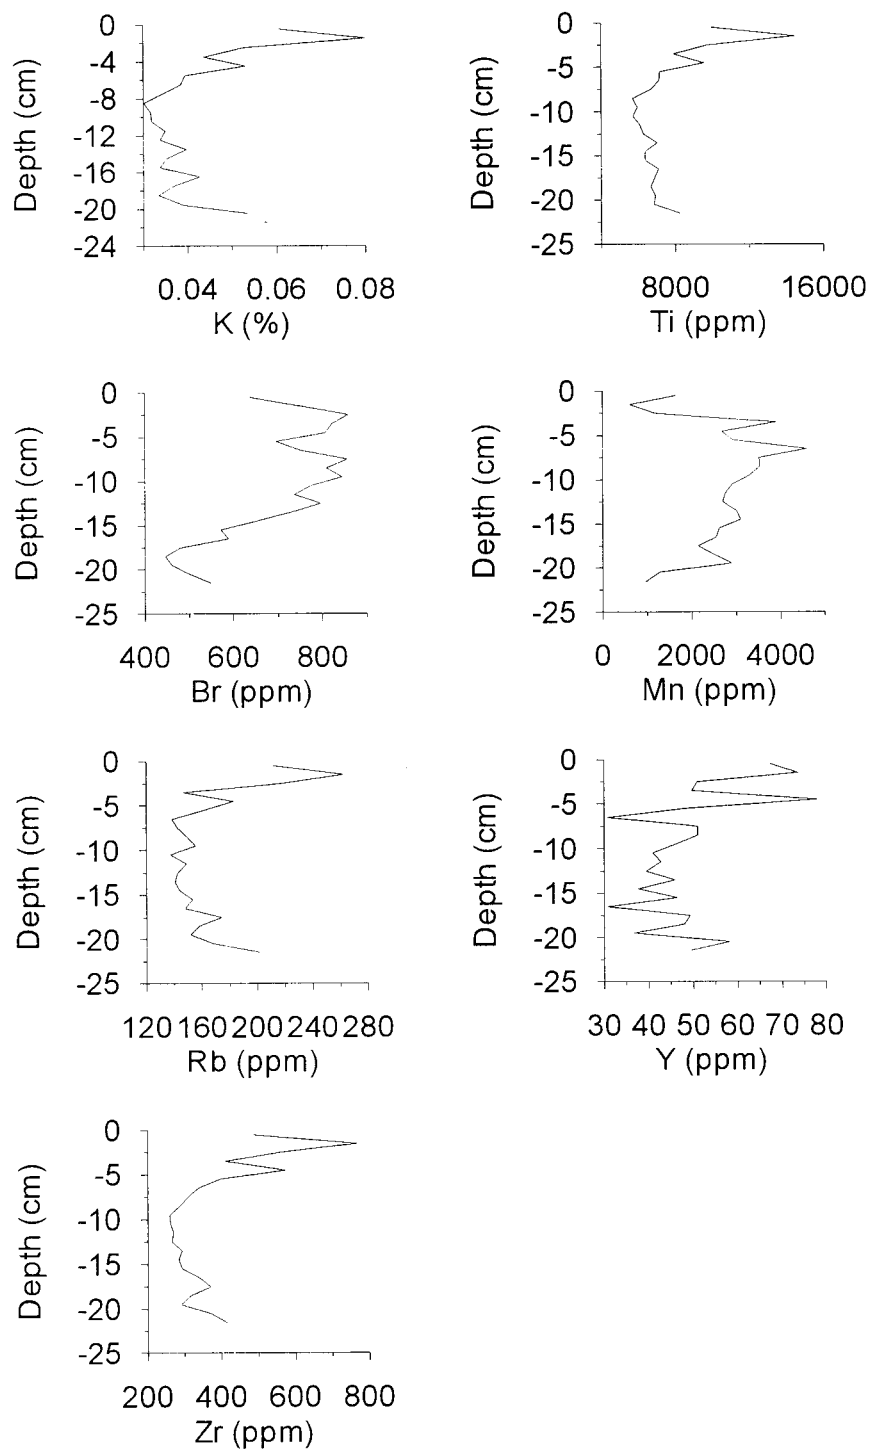 0
-4
-8
-12
-16
-20
-24
Depth (cm)
0.04 0.06 0.08
K (%)
0
-5
-10
-15
-20
-25
Depth (cm)
8000 16000
Ti (ppm)
0
-5
-10
-15
-20
-25
Depth (cm)
400 600 800
Br (ppm)
0
-5
-10
-15
-20
-25
Depth (cm)
0 2000 4000
Mn (ppm)
0
-5
-10
-15
-20
-25
Depth (cm)
120 160 200 240 280
Rb (ppm)
0
-5
-10
-15
-20
-25
Depth (cm)
30 40 50 60 70 80
Y (ppm)
0
-5
-10
-15
-20
-25
Depth (cm)
200 400 600 800
Zr (ppm)